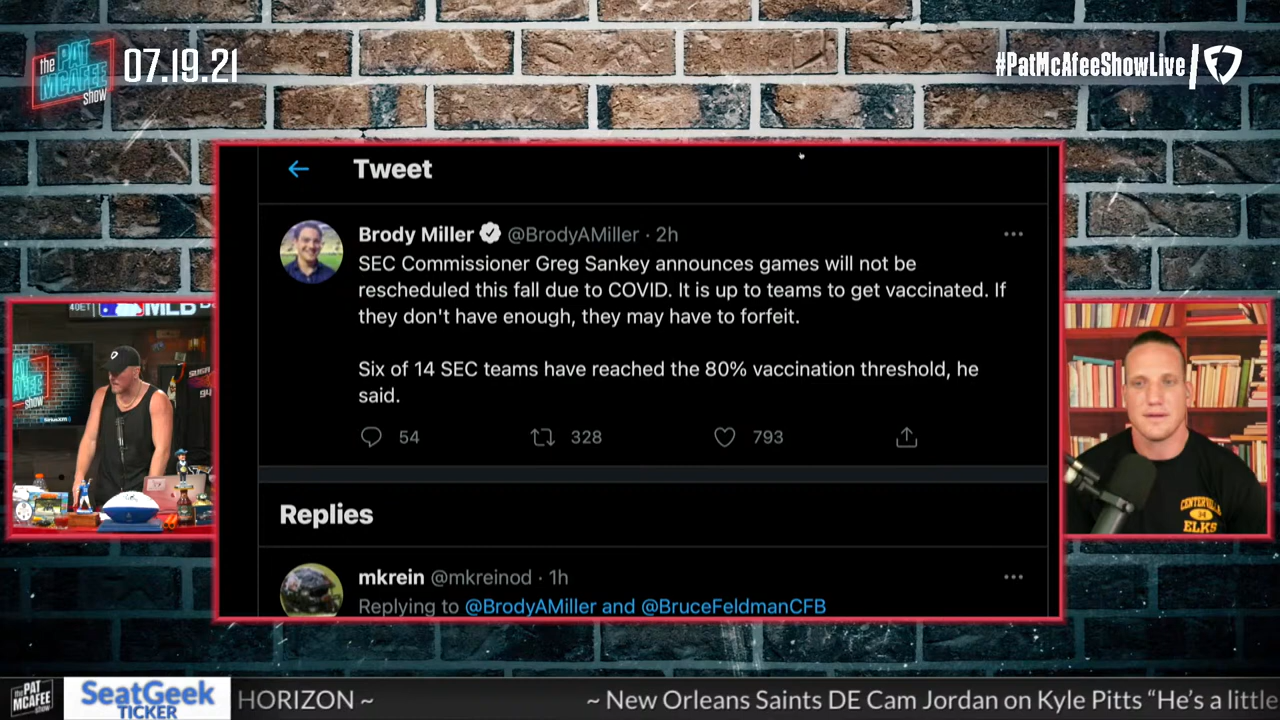 the PAT MCAFEE show
07.19.21
#PatMcAfeeShowLive
Tweet
Brody Miller @BrodyAMiller · 2h
SEC Commissioner Greg Sankey announces games will not be
rescheduled this fall due to COVID. It is up to teams to get vaccinated. If
they don't have enough, they may have to forfeit.
Six of 14 SEC teams have reached the 80% vaccination threshold, he
said.
54 328 793
Replies
mkrein @mkreinod · 1h
Replying to @BrodyAMiller and @BruceFeldmanCFB
MLB
PAT
show
CENTERVILLE
34
ELKS
the PAT MCAFEE show
SeatGeek
TICKER
HORIZON ~
~ New Orleans Saints DE Cam Jordan on Kyle Pitts “He's a little